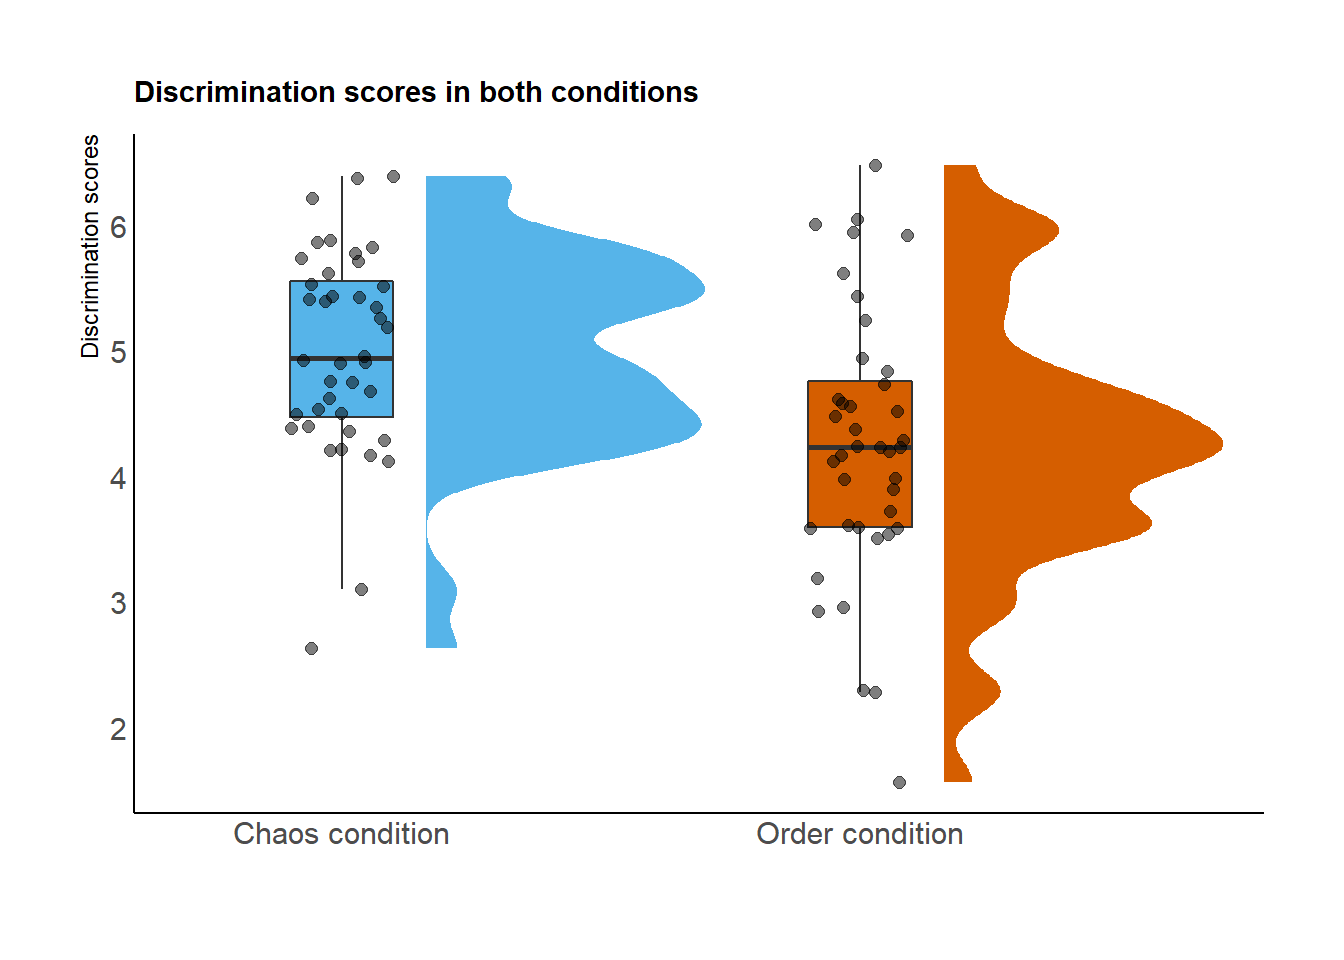 Discrimination scores in both conditions
Discrimination scores
6
5
4
3
2
Chaos condition
Order condition